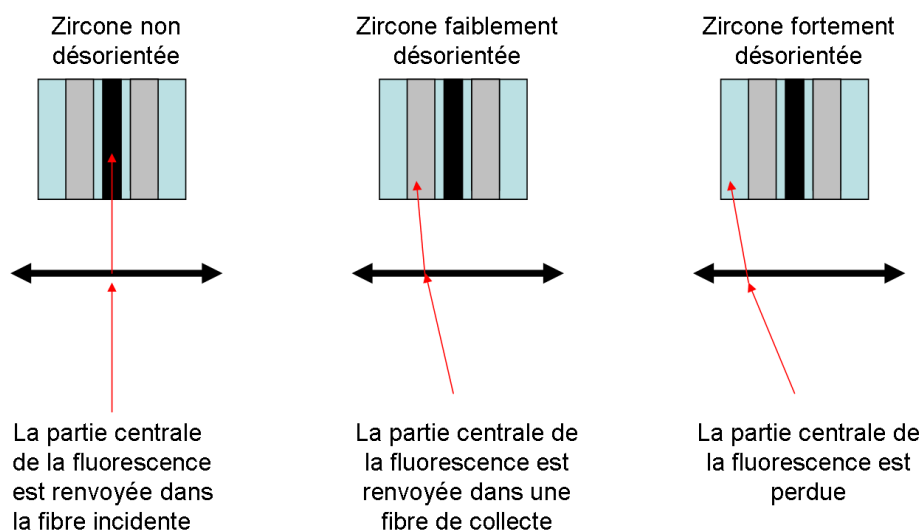 Zircone non
désorientée
Zircone faiblement
désorientée
Zircone fortement
désorientée
La partie centrale
de la fluorescence
est renvoyée dans
la fibre incidente
La partie centrale de
la fluorescence est
renvoyée dans une
fibre de collecte
La partie centrale de
la fluorescence est
perdue